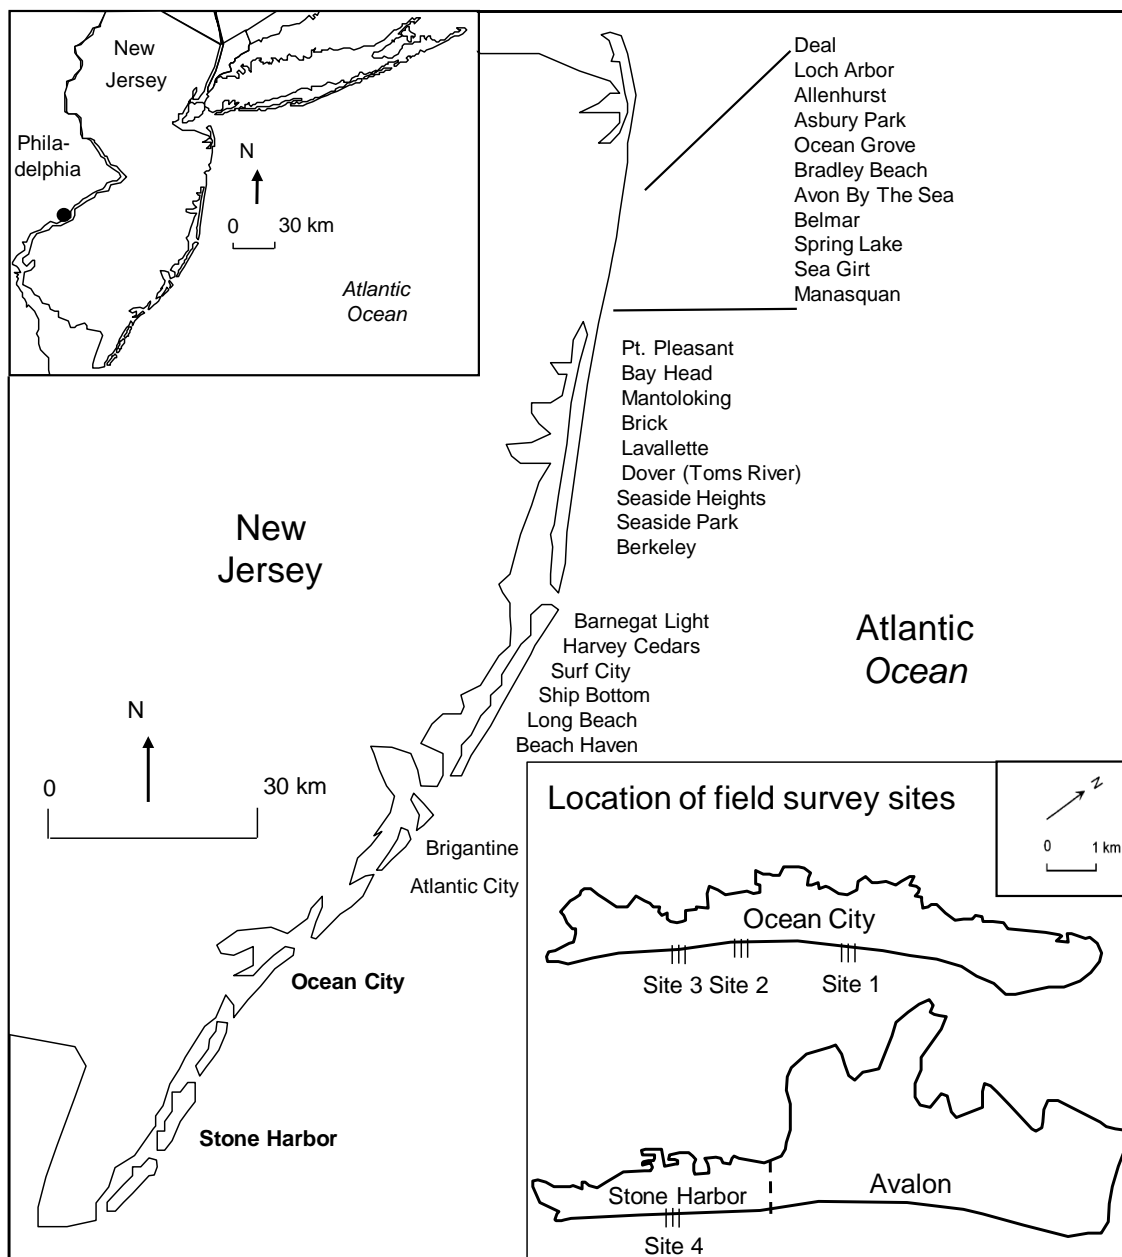 New
Jersey
Phila-
delphia
N
0 30 km
Atlantic
Ocean
Deal
Loch Arbor
Allenhurst
Asbury Park
Ocean Grove
Bradley Beach
Avon By The Sea
Belmar
Spring Lake
Sea Girt
Manasquan
Pt. Pleasant
Bay Head
Mantoloking
Brick
Lavallette
Dover (Toms River)
Seaside Heights
Seaside Park
Berkeley
New
Jersey
Barnegat Light
Harvey Cedars
Surf City
Ship Bottom
Long Beach
Beach Haven
Atlantic
Ocean
N
0 30 km
Brigantine
Atlantic City
Ocean City
Stone Harbor
Location of field survey sites
N
0 1 km
Ocean City
Site 3 Site 2 Site 1
Stone Harbor
Avalon
Site 4